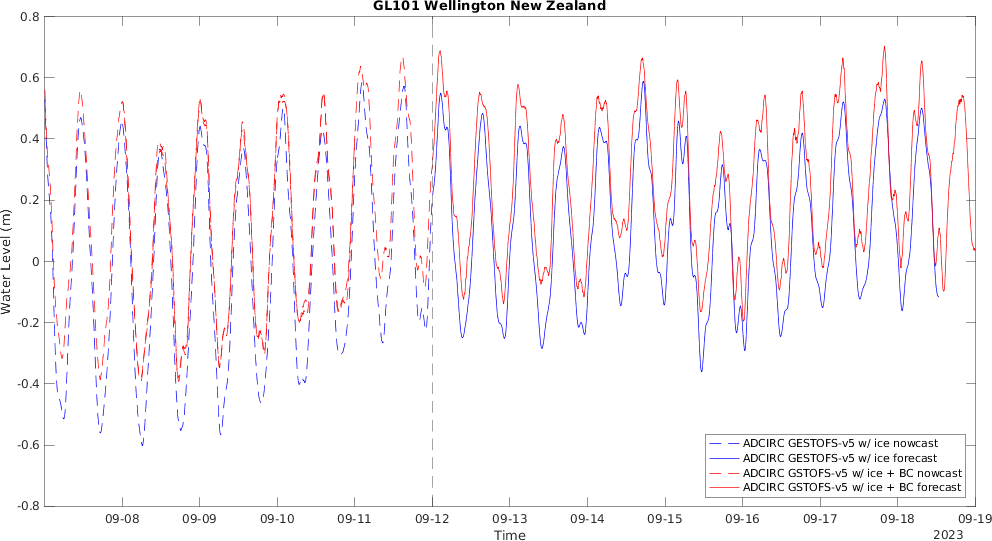 GL101 Wellington New Zealand
0.8
0.6
0.4
0.2
0
-0.2
-0.4
-0.6
-0.8
Water Level (m)
09-08 09-09 09-10 09-11 09-12 09-13 09-14 09-15 09-16 09-17 09-18 09-19
Time
2023
ADCIRC GESTOFS-v5 w/ ice nowcast
ADCIRC GESTOFS-v5 w/ ice forecast
ADCIRC GSTOFS-v5 w/ ice + BC nowcast
ADCIRC GSTOFS-v5 w/ ice + BC forecast